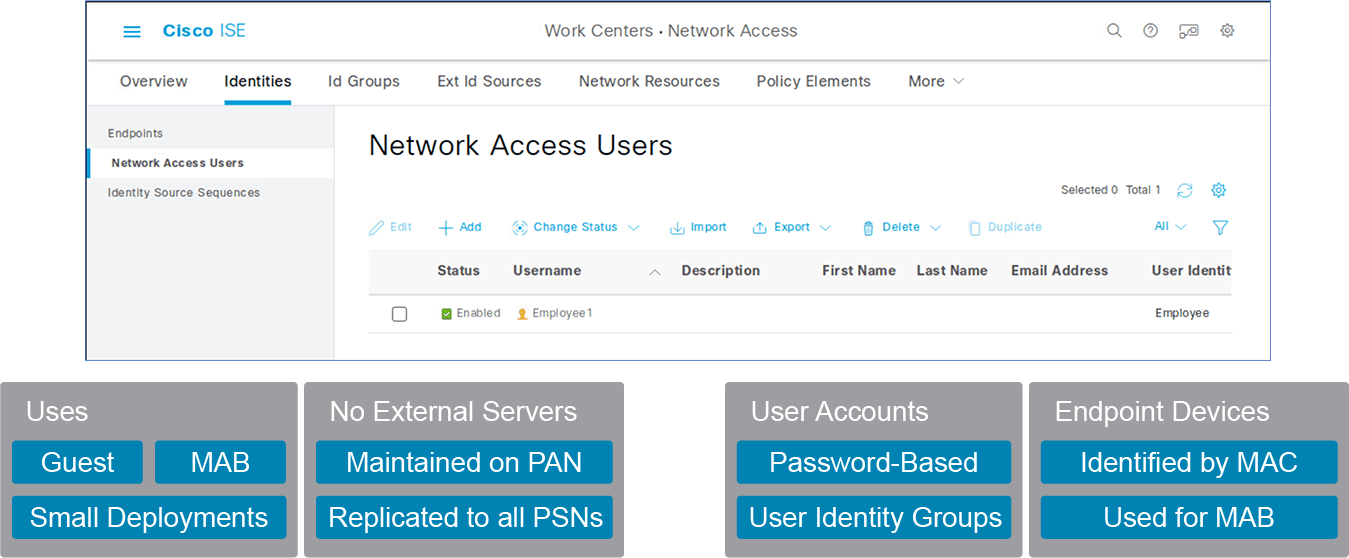 Cisco ISE
Work Centers · Network Access
Overview Identities Id Groups Ext Id Sources Network Resources Policy Elements More
Endpoints
Network Access Users
Identity Source Sequences
Network Access Users
Selected 0 Total 1
Edit Add Change Status Import Export Delete Duplicate All
Status Username Description First Name Last Name Email Address User Identit
Enabled Employee1 Employee
Uses
Guest MAB
Small Deployments
No External Servers
Maintained on PAN
Replicated to all PSNs
User Accounts
Password-Based
User Identity Groups
Endpoint Devices
Identified by MAC
Used for MAB